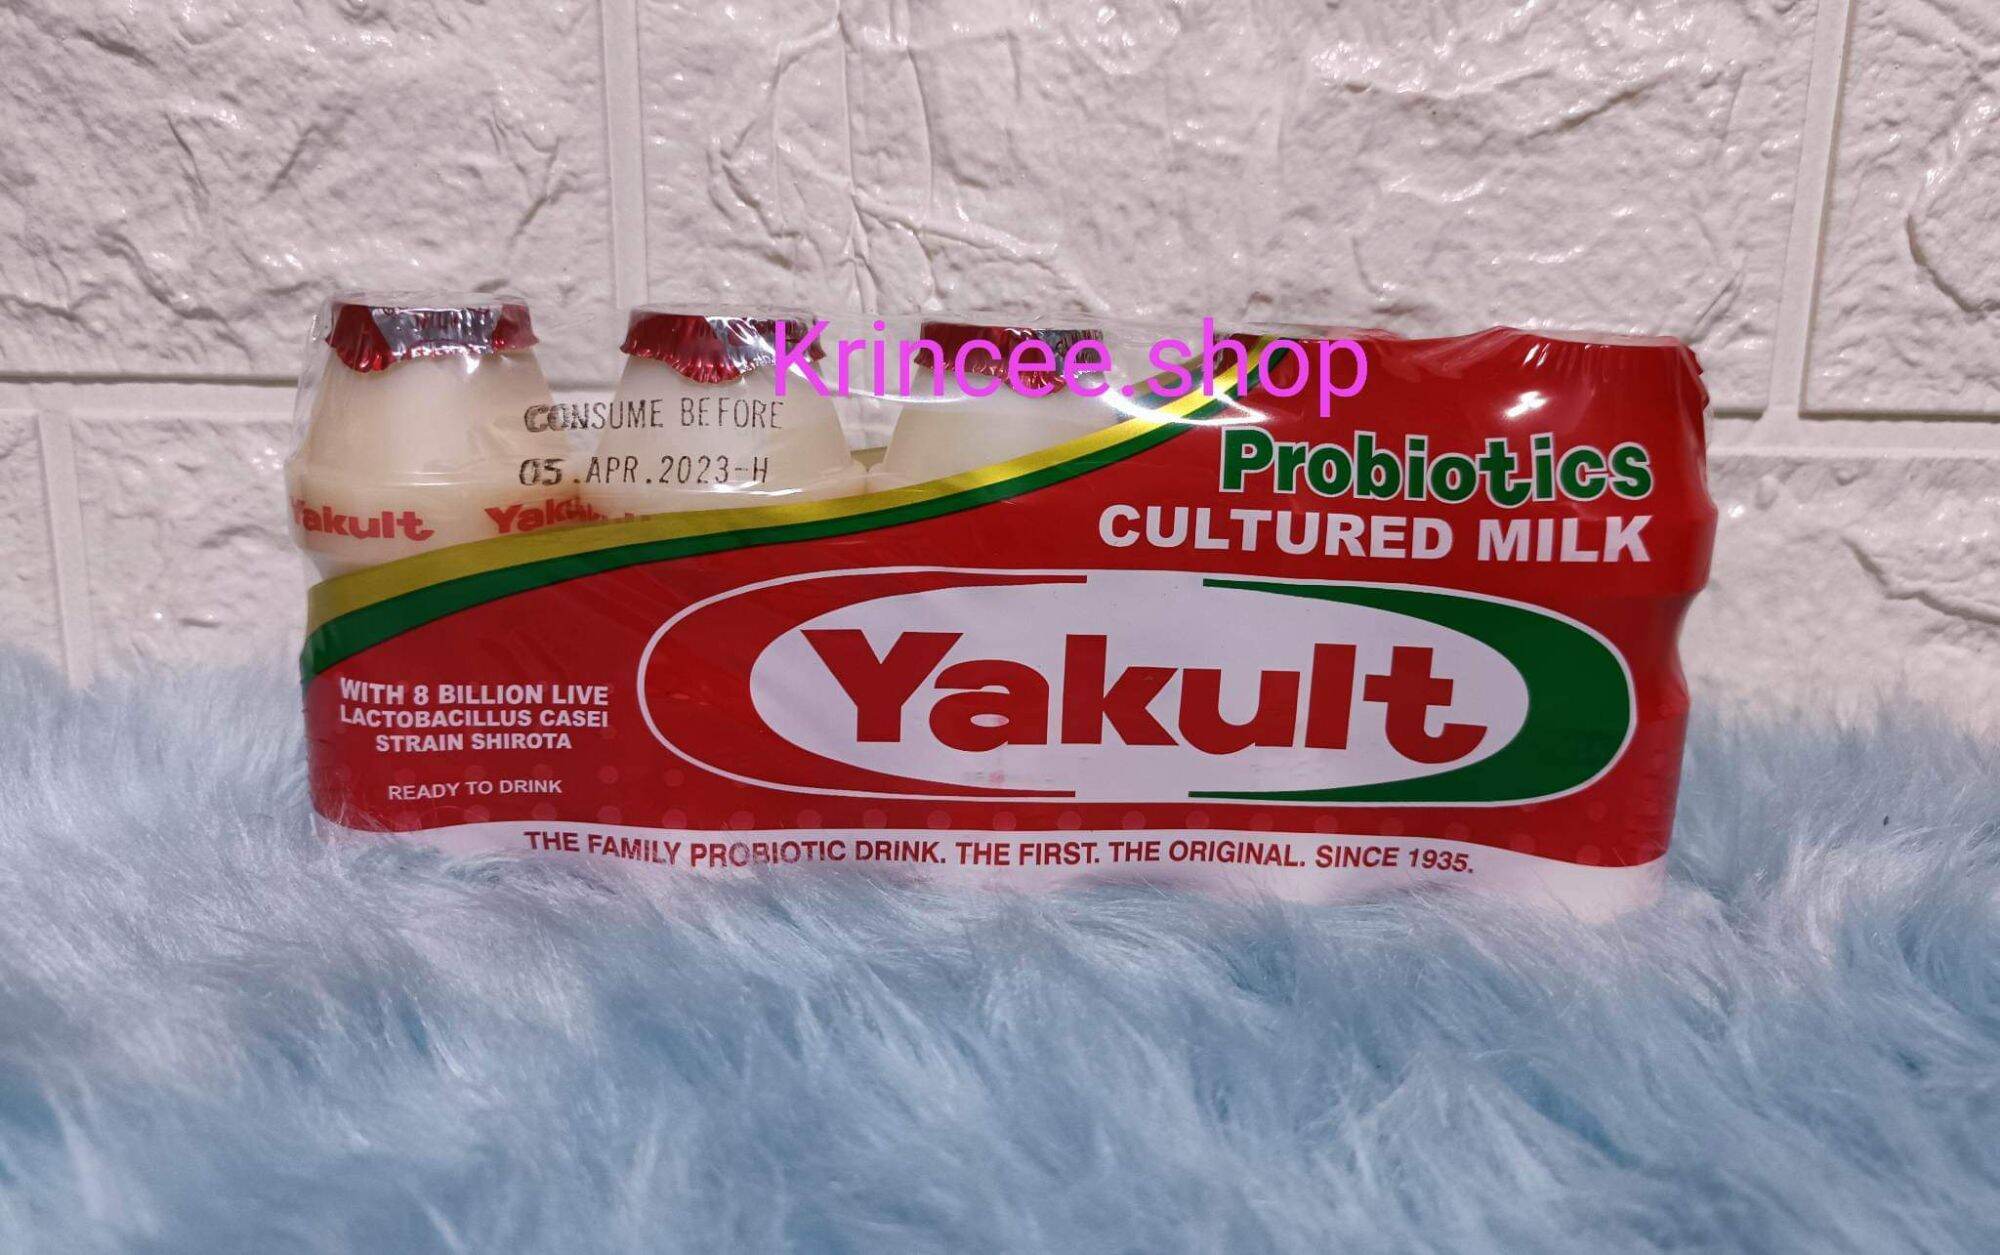 Krincee.shop
CONSUME BEFORE
05.APR.2023-H
Yakult
Yakult
Probiotics
CULTURED MILK
Yakult
WITH 8 BILLION LIVE
LACTOBACILLUS CASEI
STRAIN SHIROTA
READY TO DRINK
THE FAMILY PROBIOTIC DRINK. THE FIRST. THE ORIGINAL. SINCE 1935.